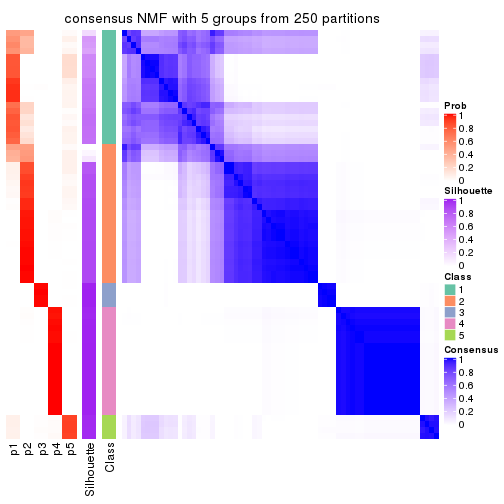 consensus NMF with 5 groups from 250 partitions
Prob
1
0.8
0.6
0.4
0.2
0
Silhouette
1
0.8
0.6
0.4
0.2
0
Class
1
2
3
4
5
Consensus
1
0.8
0.6
0.4
0.2
0
p1
p2
p3
p4
p5
Silhouette
Class